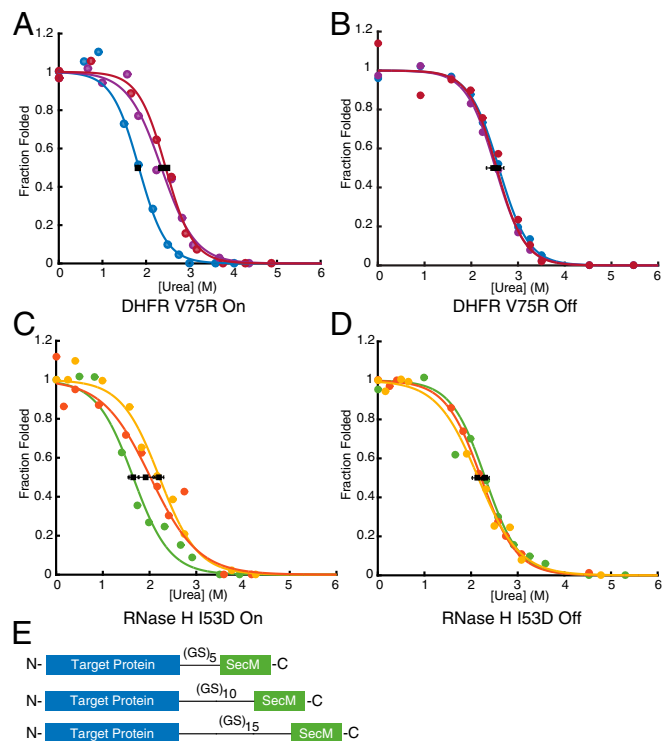 A
1.2
1
0.8
0.6
0.4
0.2
0
Fraction Folded
0 1 2 3 4 5 6
[Urea] (M)
DHFR V75R On
B
1.2
1
0.8
0.6
0.4
0.2
0
Fraction Folded
0 1 2 3 4 5 6
[Urea] (M)
DHFR V75R Off
C
1.2
1
0.8
0.6
0.4
0.2
0
Fraction Folded
0 1 2 3 4 5 6
[Urea] (M)
RNase H I53D On
D
1.2
1
0.8
0.6
0.4
0.2
0
Fraction Folded
0 1 2 3 4 5 6
[Urea] (M)
RNase H I53D Off
E
N- Target Protein (GS)5 SecM -C
N- Target Protein (GS)10 SecM -C
N- Target Protein (GS)15 SecM -C